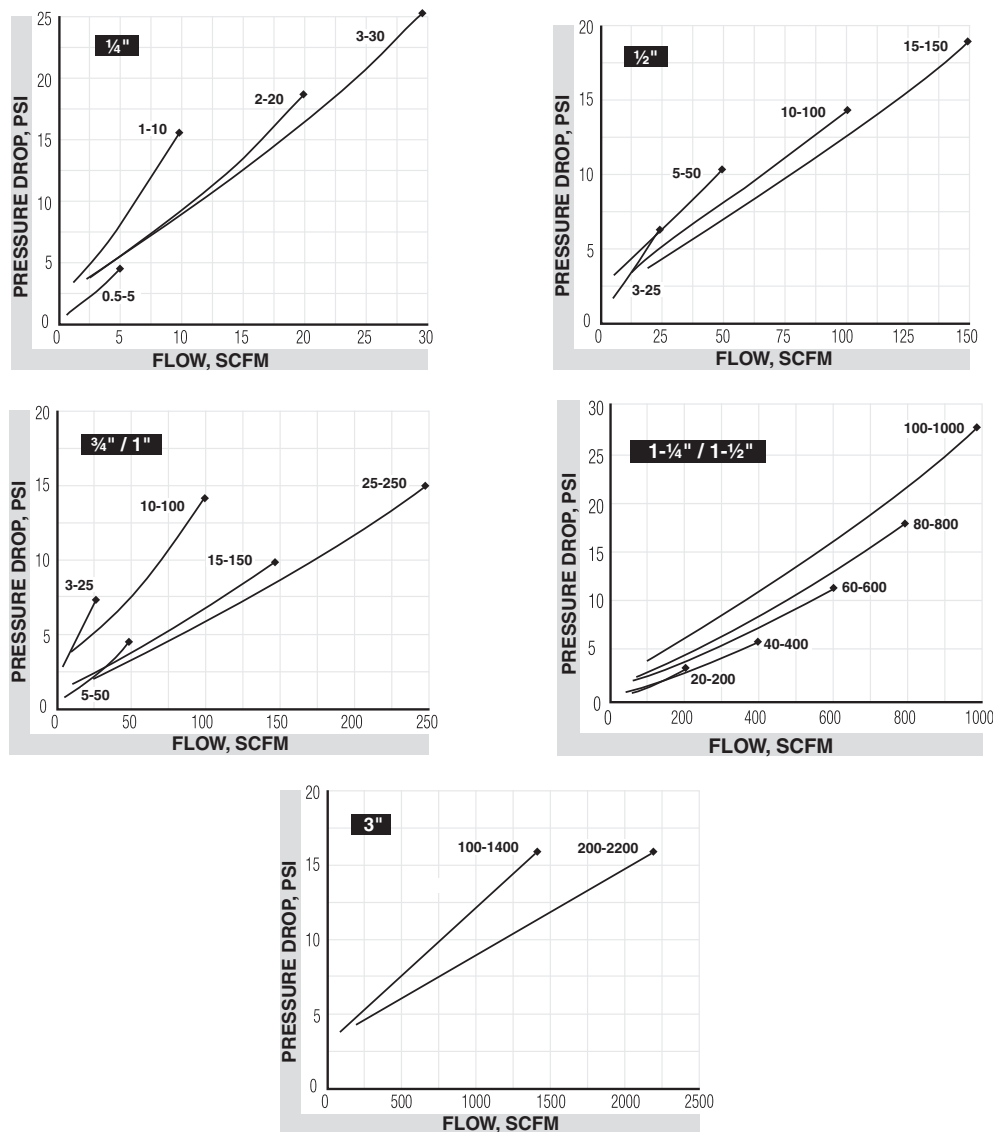 ¼"
PRESSURE DROP, PSI
25
20
15
10
5
0
3-30
2-20
1-10
0.5-5
0 5 10 15 20 25 30
FLOW, SCFM
½"
PRESSURE DROP, PSI
20
15
10
5
0
15-150
10-100
5-50
3-25
0 25 50 75 100 125 150
FLOW, SCFM
¾" / 1"
PRESSURE DROP, PSI
20
15
10
5
0
25-250
10-100
15-150
3-25
5-50
0 50 100 150 200 250
FLOW, SCFM
1-¼" / 1-½"
PRESSURE DROP, PSI
30
25
20
15
10
5
0
100-1000
80-800
60-600
40-400
20-200
0 200 400 600 800 1000
FLOW, SCFM
3"
PRESSURE DROP, PSI
20
15
10
5
0
100-1400 200-2200
0 500 1000 1500 2000 2500
FLOW, SCFM